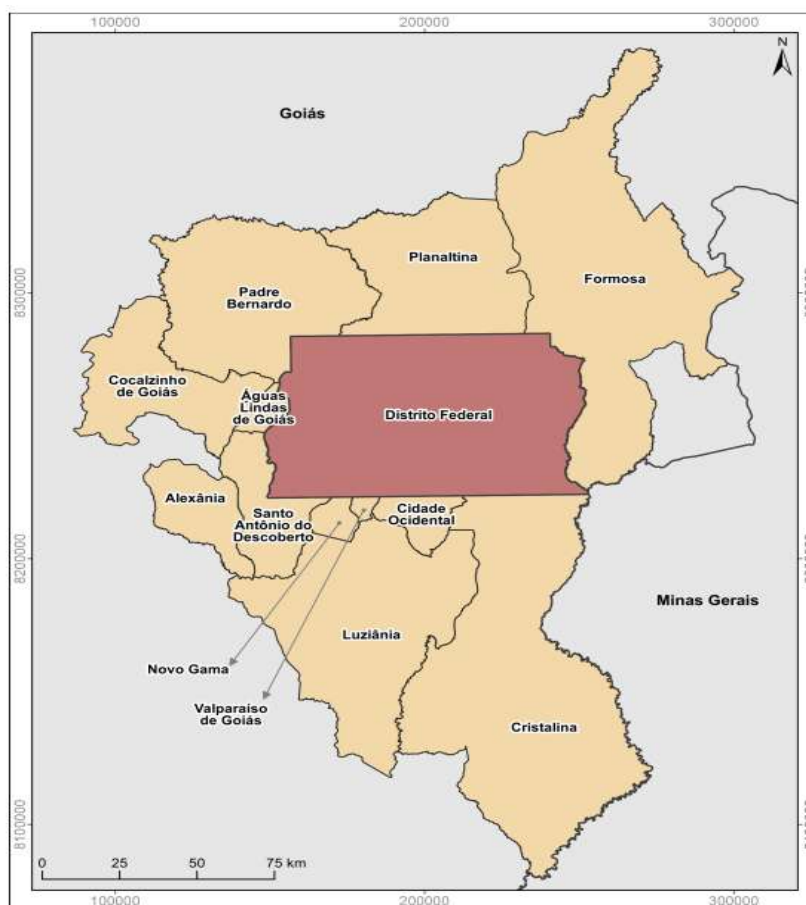 100000
200000
300000
N
Goiás
Planaltina
Formosa
Padre
Bernardo
8300000
Cocalzinho
de Goiás
Águas
Lindas
de Goiás
Distrito Federal
Alexânia
Santo
Antônio do
Descoberto
Cidade
Ocidental
8200000
Minas Gerais
Luziânia
Novo Gama
Valparaíso
de Goiás
Cristalina
8100000
0
25
50
75 km
100000
200000
300000